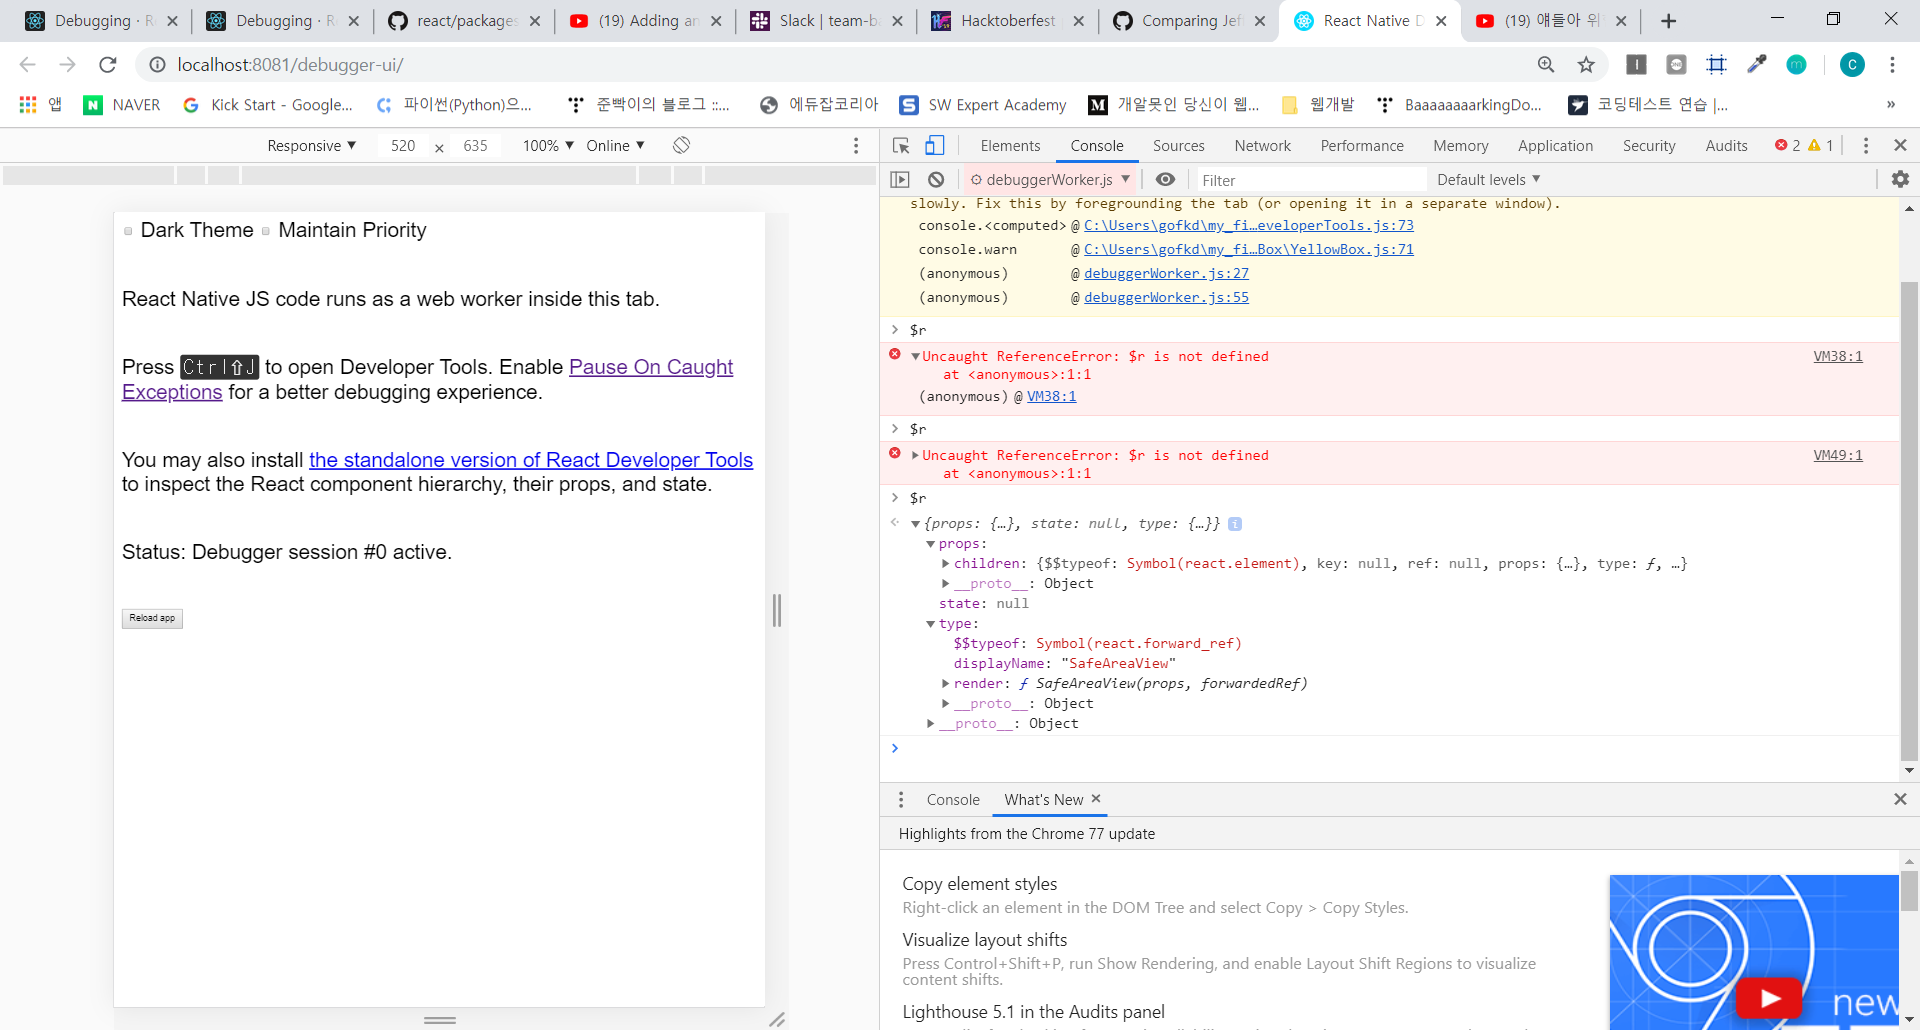 Debugging · R
Debugging · R
react/packages
(19) Adding an
Slack | team-ba
Hacktoberfest
Comparing Jef
React Native D
(19) 얘들아 위
localhost:8081/debugger-ui/
앱
NAVER
Kick Start - Google...
파이썬(Python)으...
준빡이의 블로그 ::...
에듀잡코리아
SW Expert Academy
개알못인 당신이 웹...
웹개발
BaaaaaaaarkingDo...
코딩테스트 연습 |...
»
Responsive ▼ 520 × 635 100% ▼ Online ▼
Elements Console Sources Network Performance Memory Application Security Audits 2 1
debuggerWorker.js ▼ Filter Default levels ▼
Dark Theme Maintain Priority
React Native JS code runs as a web worker inside this tab.
Press Ctrl⇧J to open Developer Tools. Enable Pause On Caught
Exceptions for a better debugging experience.
You may also install the standalone version of React Developer Tools
to inspect the React component hierarchy, their props, and state.
Status: Debugger session #0 active.
Reload app
slowly. Fix this by foregrounding the tab (or opening it in a separate window).
console.<computed> @ C:\Users\gofkd\my_fi…eveloperTools.js:73
console.warn @ C:\Users\gofkd\my_fi…Box\YellowBox.js:71
(anonymous) @ debuggerWorker.js:27
(anonymous) @ debuggerWorker.js:55
> $r
▼Uncaught ReferenceError: $r is not defined VM38:1
at <anonymous>:1:1
(anonymous) @ VM38:1
> $r
▶Uncaught ReferenceError: $r is not defined VM49:1
at <anonymous>:1:1
> $r
▼{props: {…}, state: null, type: {…}} i
▼props:
▶children: {$$typeof: Symbol(react.element), key: null, ref: null, props: {…}, type: ƒ, …}
▶__proto__: Object
state: null
▼type:
$$typeof: Symbol(react.forward_ref)
displayName: "SafeAreaView"
▶render: ƒ SafeAreaView(props, forwardedRef)
▶__proto__: Object
▶__proto__: Object
>
Console What's New ×
Highlights from the Chrome 77 update
Copy element styles
Right-click an element in the DOM Tree and select Copy > Copy Styles.
Visualize layout shifts
Press Control+Shift+P, run Show Rendering, and enable Layout Shift Regions to visualize
content shifts.
Lighthouse 5.1 in the Audits panel
new